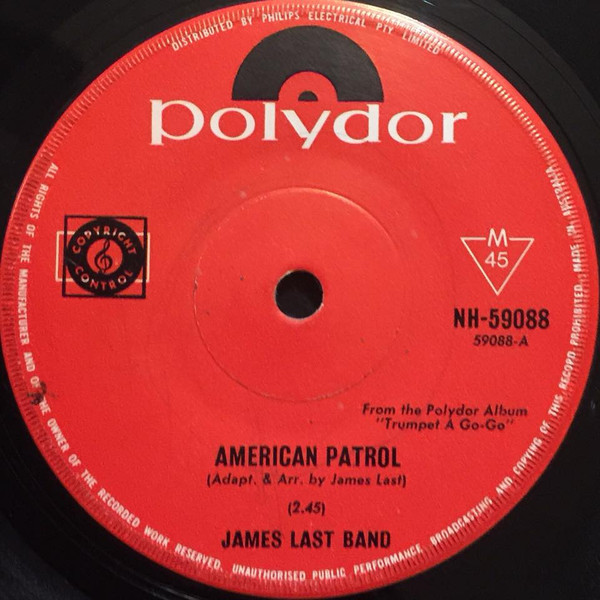 DISTRIBUTED BY PHILIPS ELECTRICAL PTY LIMITED
polydor
COPYRIGHT
CONTROL
M
45
NH-59088
59088-A
From the Polydor Album
"Trumpet A Go-Go"
AMERICAN PATROL
(Adapt. & Arr. by James Last)
(2.45)
JAMES LAST BAND
ALL RIGHTS OF THE MANUFACTURER AND OF THE OWNER OF THE RECORDED WORK RESERVED. UNAUTHORISED PUBLIC PERFORMANCE BROADCASTING AND COPYING OF THIS RECORD PROHIBITED. MADE IN AUSTRALIA